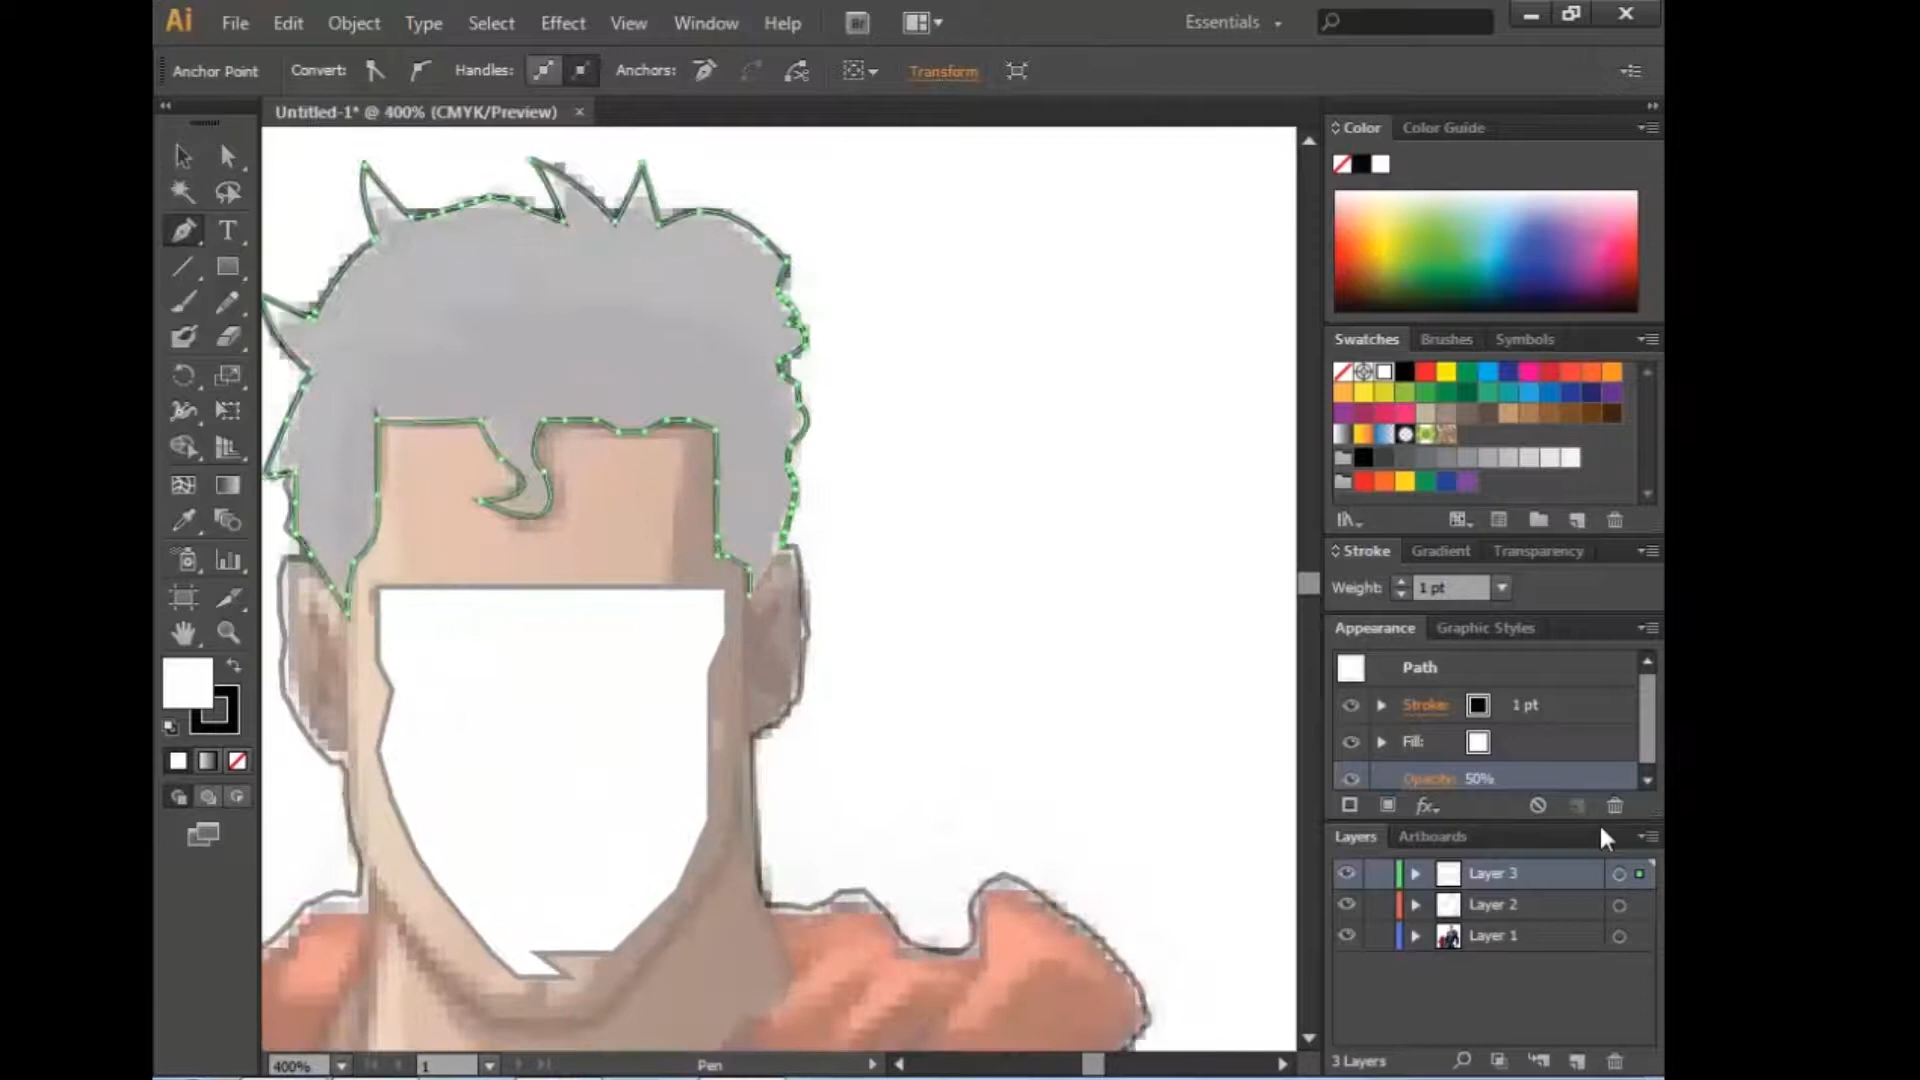 Ai File Edit Object Type Select Effect View Window Help Br Essentials
Anchor Point Convert: Handles: Anchors: Transform
Untitled-1* @ 400% (CMYK/Preview)
Color Color Guide
Swatches Brushes Symbols
Stroke Gradient Transparency
Weight: 1 pt
Appearance Graphic Styles
Path
Stroke: 1 pt
Fill:
Opacity: 50%
fx
Layers Artboards
Layer 3
Layer 2
Layer 1
3 Layers
400% 1 Pen